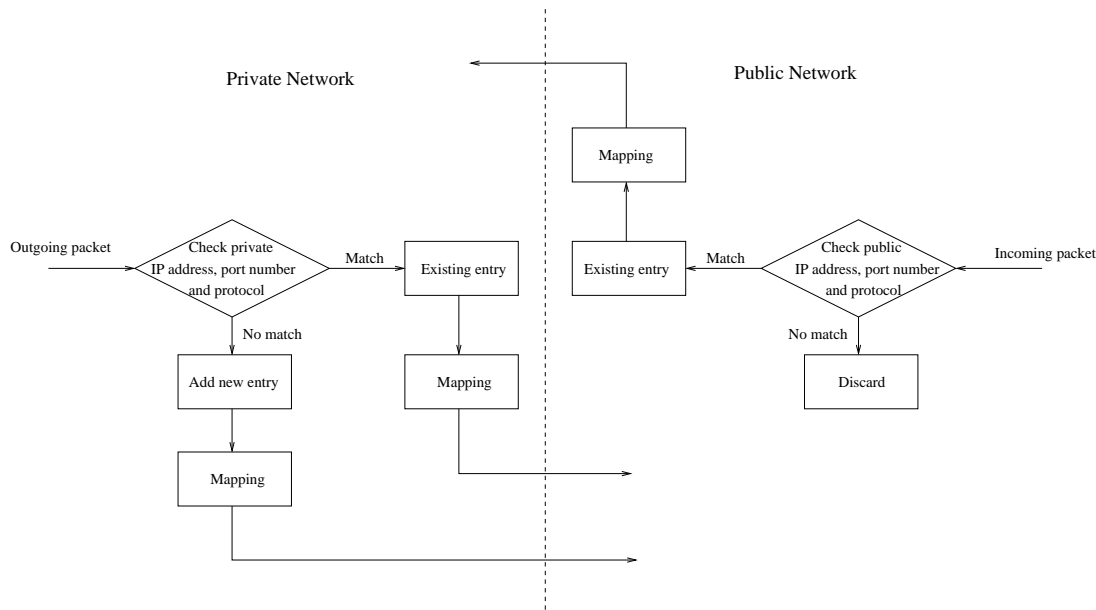 Private Network
Public Network
Mapping
Outgoing packet
Check private
IP address, port number
and protocol
Match
Existing entry
Existing entry
Match
Check public
IP address, port number
and protocol
Incoming packet
No match
No match
Add new entry
Mapping
Discard
Mapping